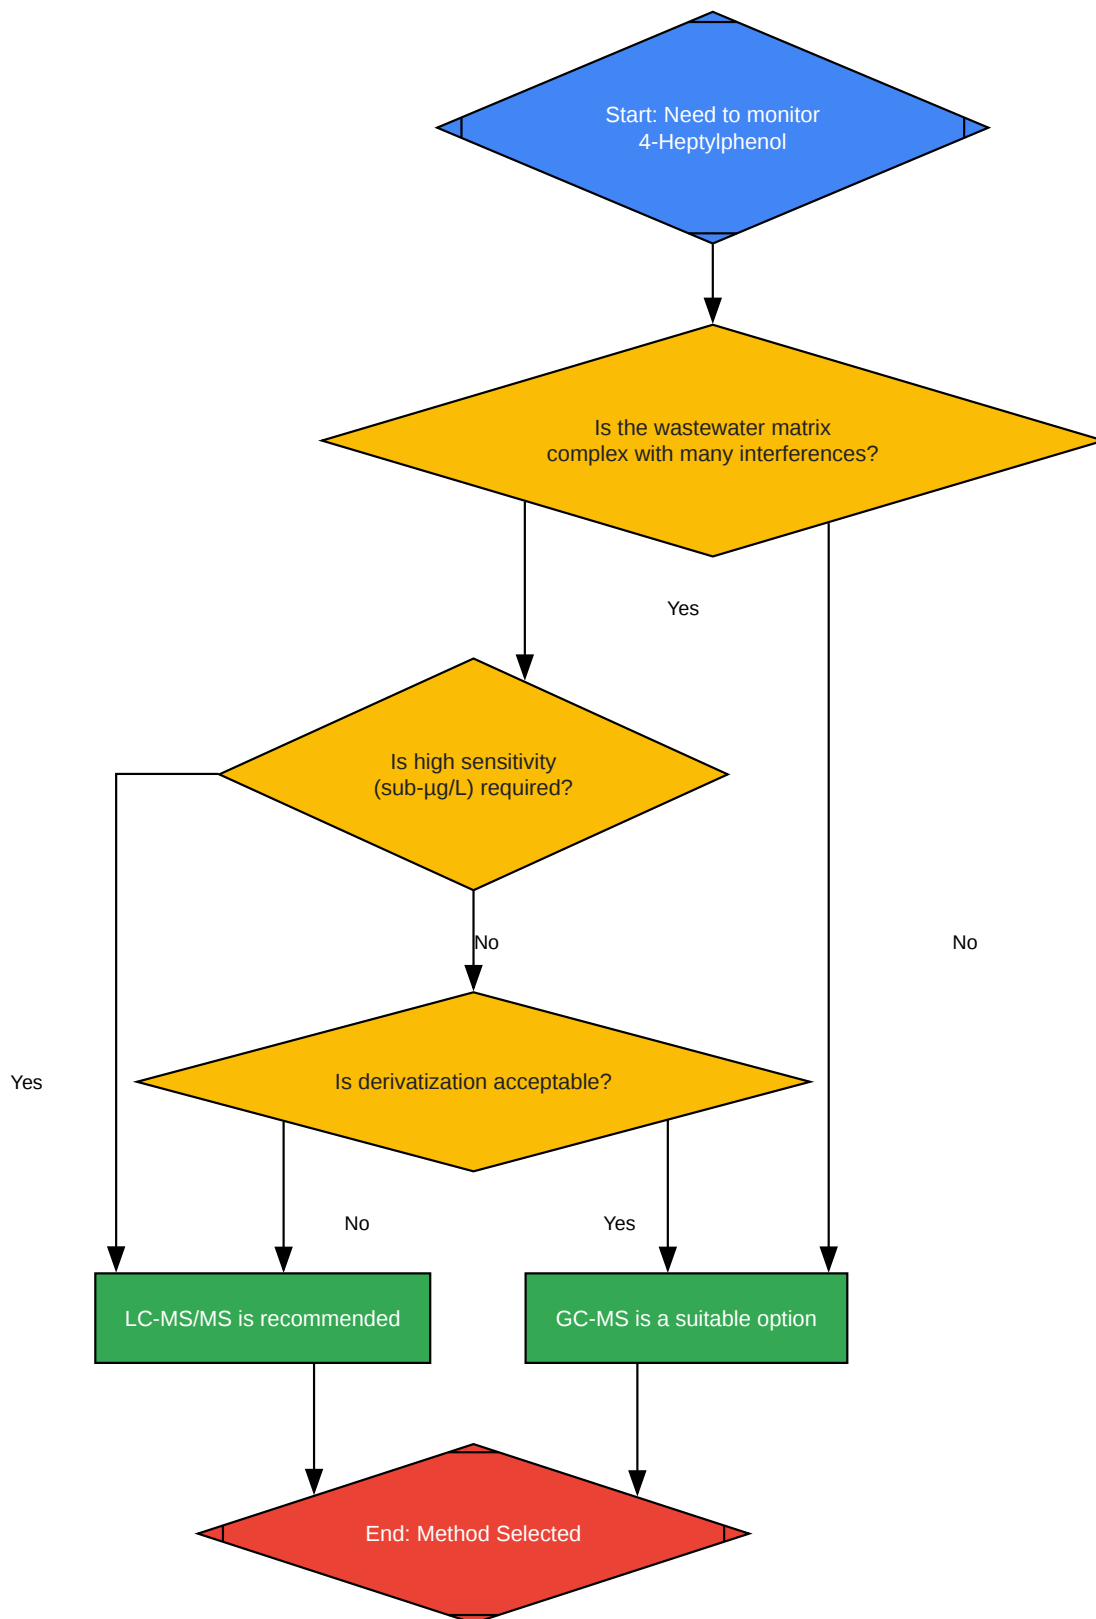 Start: Need to monitor
4-Heptylphenol
Is the wastewater matrix
complex with many interferences?
Yes
Is high sensitivity
(sub-µg/L) required?
No
No
Yes
Is derivatization acceptable?
No
Yes
LC-MS/MS is recommended
GC-MS is a suitable option
End: Method Selected